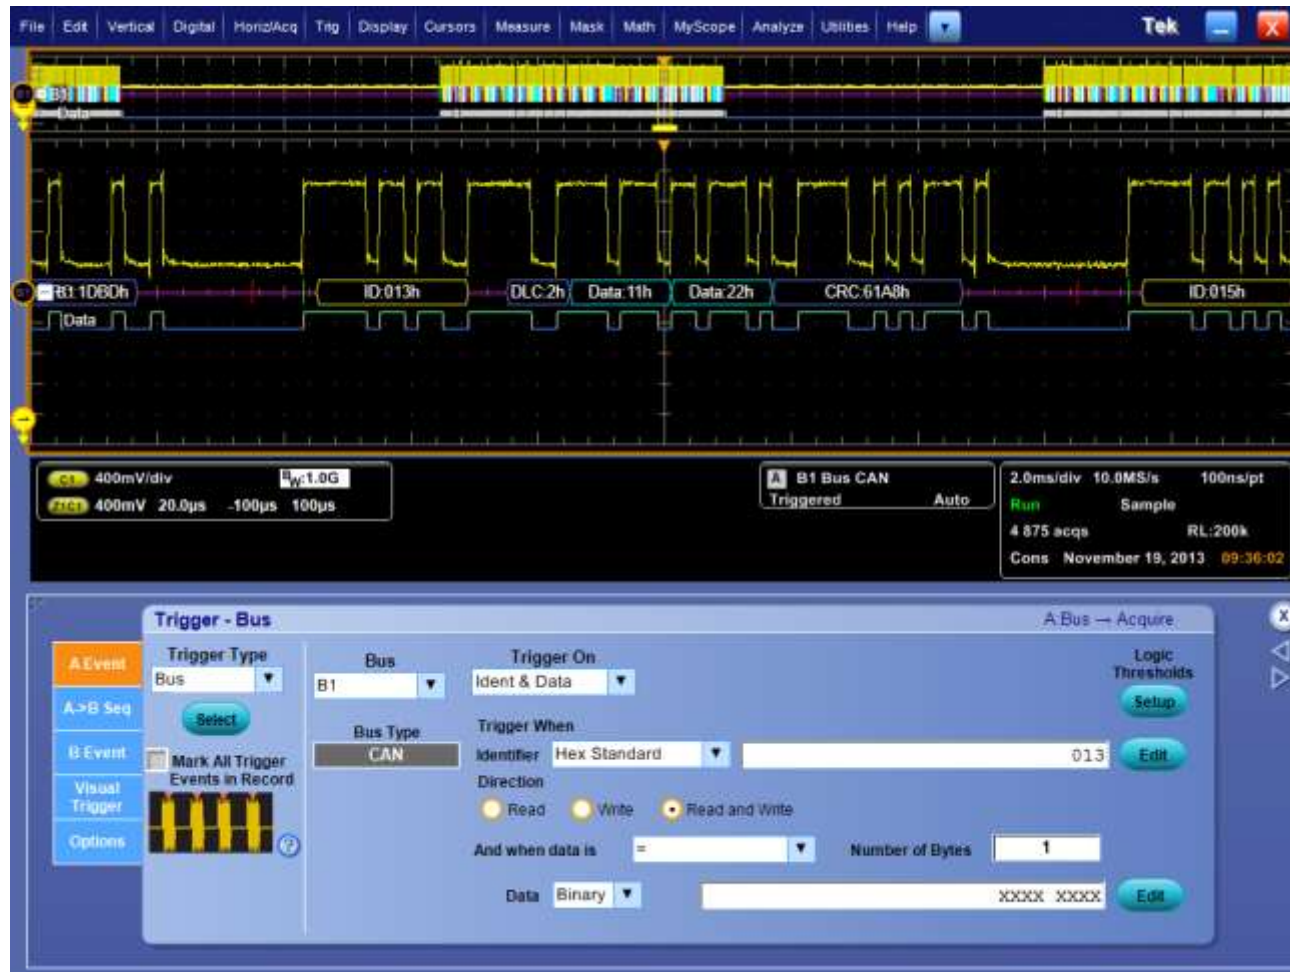 File Edit Vertical Digital Horiz/Acq Trig Display Cursors Measure Mask Math MyScope Analyze Utilities Help Tek X
B1
Data
B1:1DBDh ID:013h DLC:2h Data:11h Data:22h CRC:61A8h ID:015h
Data
C1 400mV/div BW:1.0G
Z1C1 400mV 20.0µs -100µs 100µs
A B1 Bus CAN
Triggered Auto
2.0ms/div 10.0MS/s 100ns/pt
Run Sample
4 875 acqs RL:200k
Cons November 19, 2013 09:36:02
Trigger - Bus A:Bus → Acquire X
A Event
A->B Seq
B Event
Visual
Trigger
Options
Trigger Type
Bus
Select
Mark All Trigger
Events in Record
?
Bus
B1
Bus Type
CAN
Trigger On
Ident & Data
Logic
Thresholds
Setup
Trigger When
Identifier Hex Standard 013 Edit
Direction
Read Write Read and Write
And when data is = Number of Bytes 1
Data Binary XXXX XXXX Edit